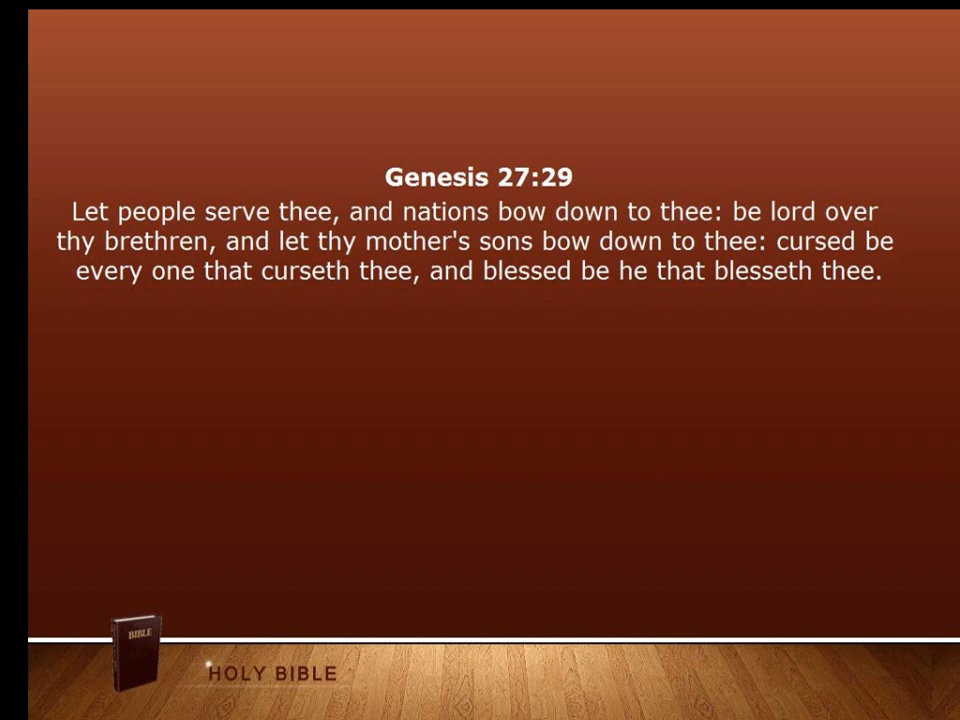 Genesis 27:29
Let people serve thee, and nations bow down to thee: be lord over
thy brethren, and let thy mother's sons bow down to thee: cursed be
every one that curseth thee, and blessed be he that blesseth thee.
BIBLE
HOLY BIBLE